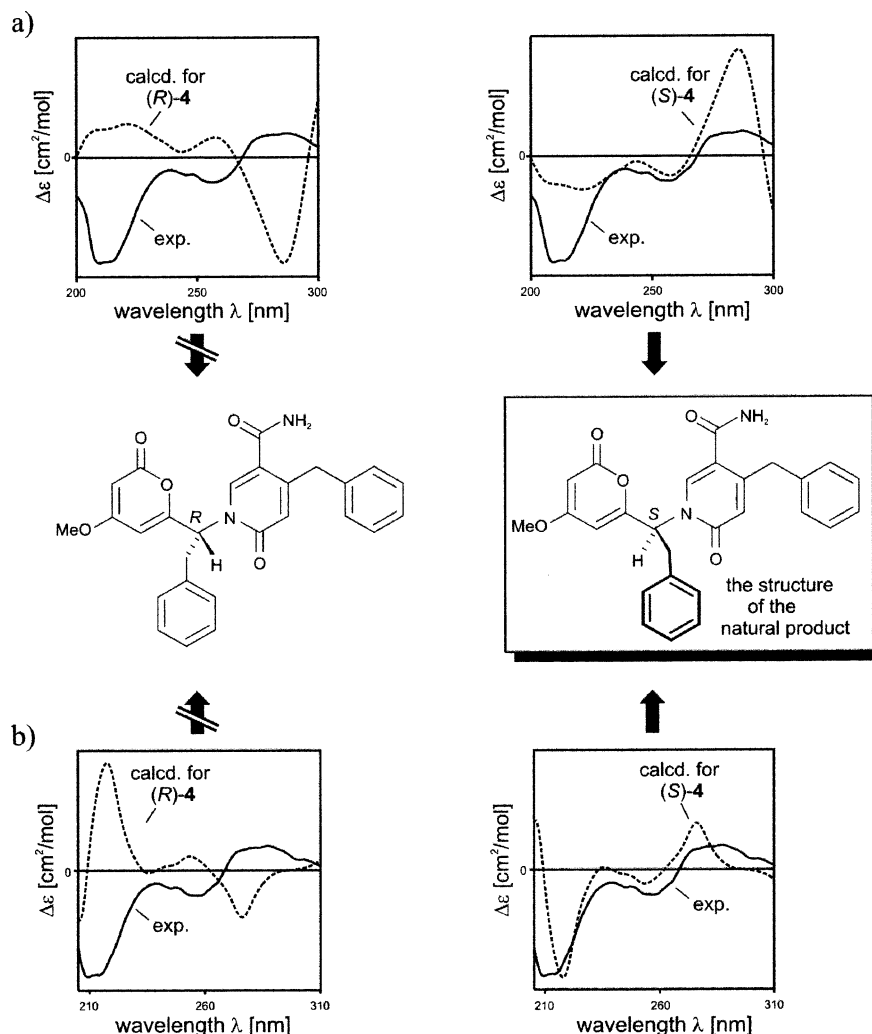 a)
calcd. for
(R)-4
exp.
Δε [cm²/mol]
0
200
250
300
wavelength λ [nm]
calcd. for
(S)-4
exp.
Δε [cm²/mol]
0
200
250
300
wavelength λ [nm]
O
NH₂
O
O
R
N
MeO
H
O
O
NH₂
O
O
S
N
MeO
H
O
the structure
of the
natural product
b)
calcd. for
(R)-4
exp.
Δε [cm²/mol]
0
210
260
310
wavelength λ [nm]
calcd. for
(S)-4
exp.
Δε [cm²/mol]
0
210
260
310
wavelength λ [nm]